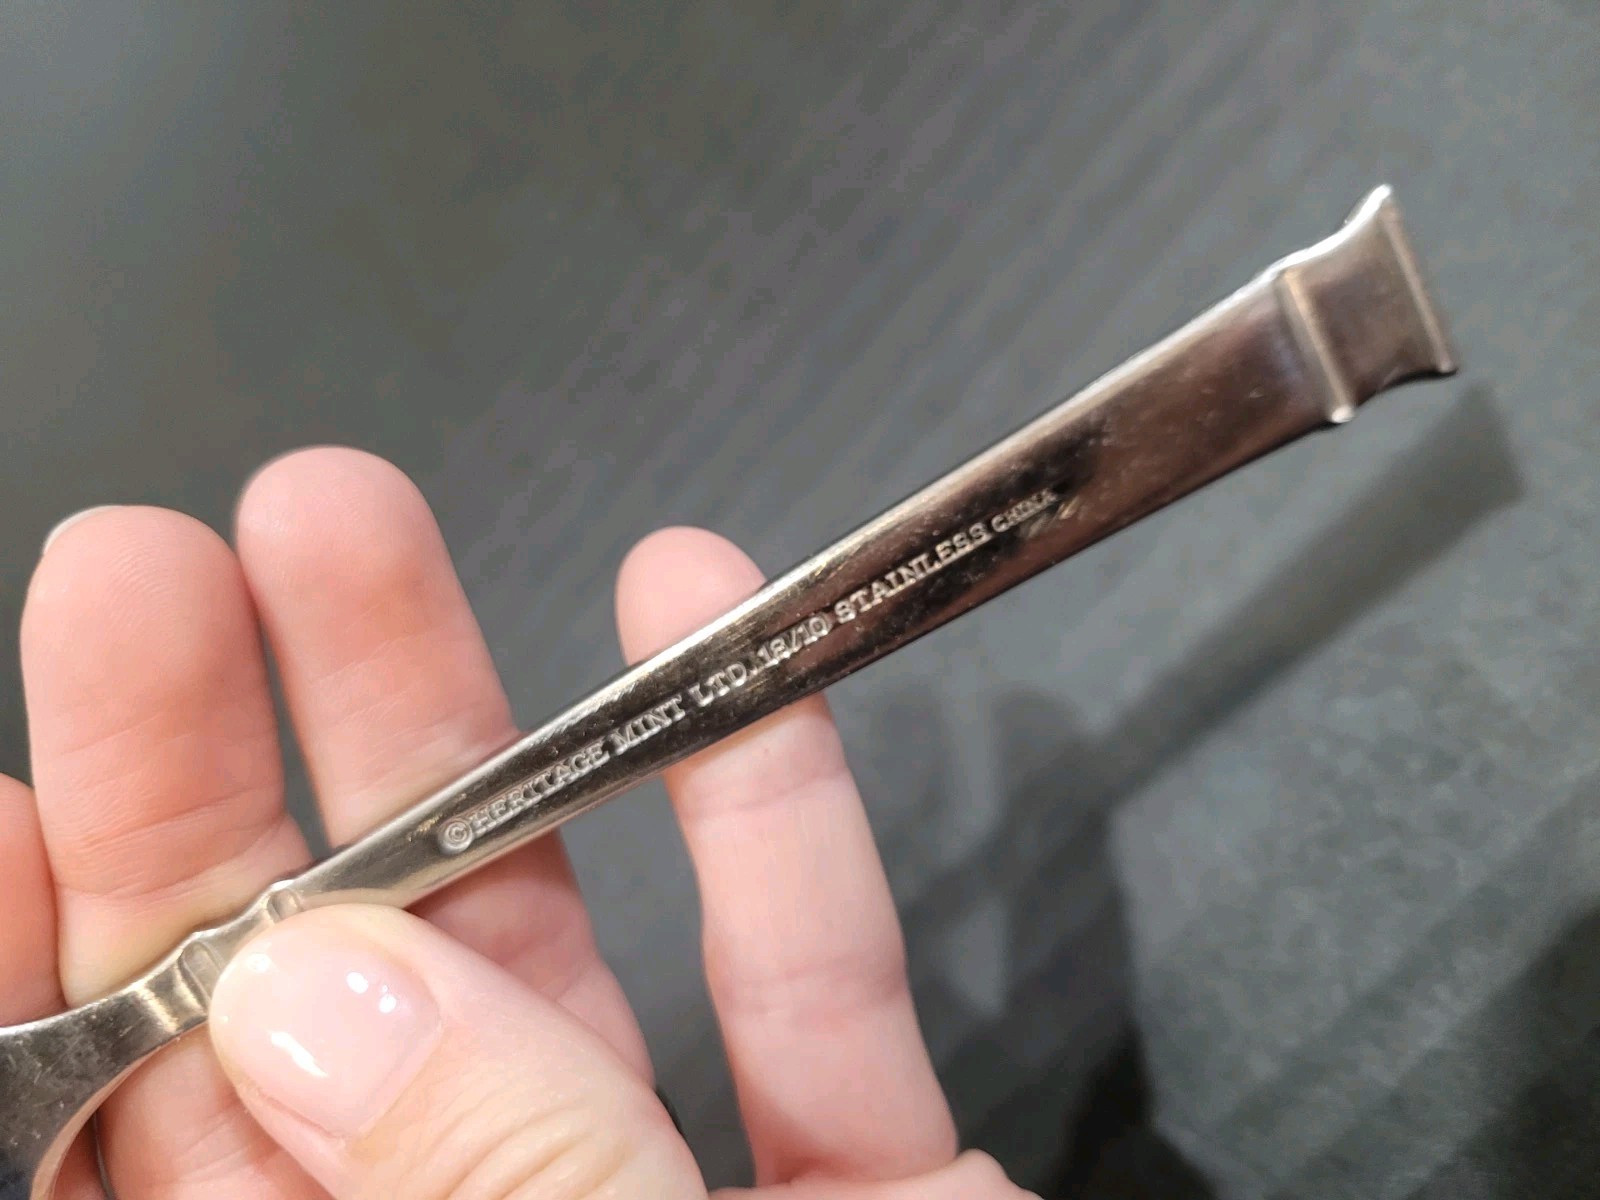 © HERITAGE MINT LTD. 18/10 STAINLESS CHINA